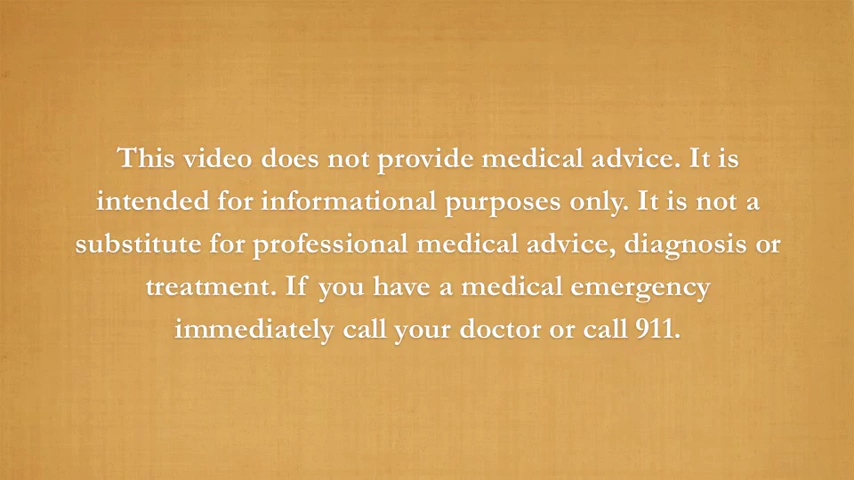 This video does not provide medical advice. It is
intended for informational purposes only. It is not a
substitute for professional medical advice, diagnosis or
treatment. If you have a medical emergency
immediately call your doctor or call 911.